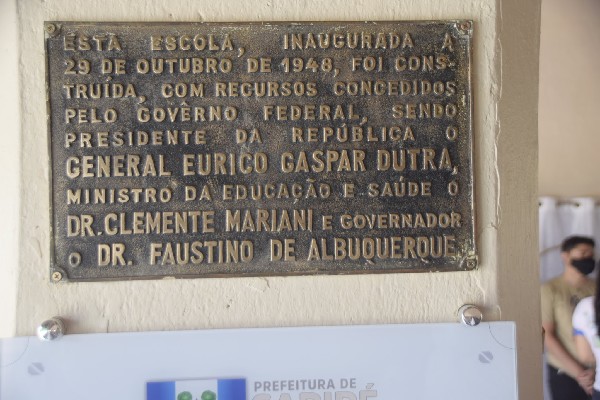 ESTA ESCOLA, INAUGURADA A
29 DE OUTUBRO DE 1948, FOI CONS-
TRUÍDA, COM RECURSOS CONCEDIDOS
PELO GOVÊRNO FEDERAL, SENDO
PRESIDENTE DA REPÚBLICA O
GENERAL EURICO GASPAR DUTRA,
MINISTRO DA EDUCAÇÃO E SAÚDE O
DR. CLEMENTE MARIANI E GOVERNADOR
O DR. FAUSTINO DE ALBUQUERQUE
PREFEITURA DE